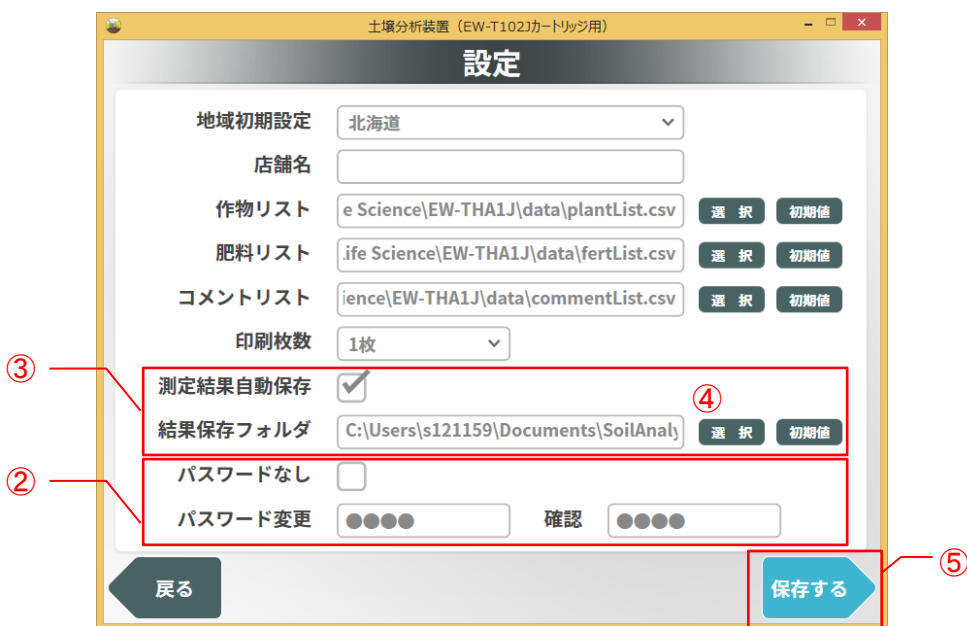 土壌分析装置（EW-T102Jカートリッジ用）
設定
地域初期設定 北海道
店舗名
作物リスト e Science\EW-THA1J\data\plantList.csv 選 択 初期値
肥料リスト .ife Science\EW-THA1J\data\fertList.csv 選 択 初期値
コメントリスト ience\EW-THA1J\data\commentList.csv 選 択 初期値
印刷枚数 1枚
③ 測定結果自動保存 ④
結果保存フォルダ C:\Users\s121159\Documents\SoilAnaly 選 択 初期値
② パスワードなし
パスワード変更 ●●●● 確認 ●●●●
戻る 保存する ⑤